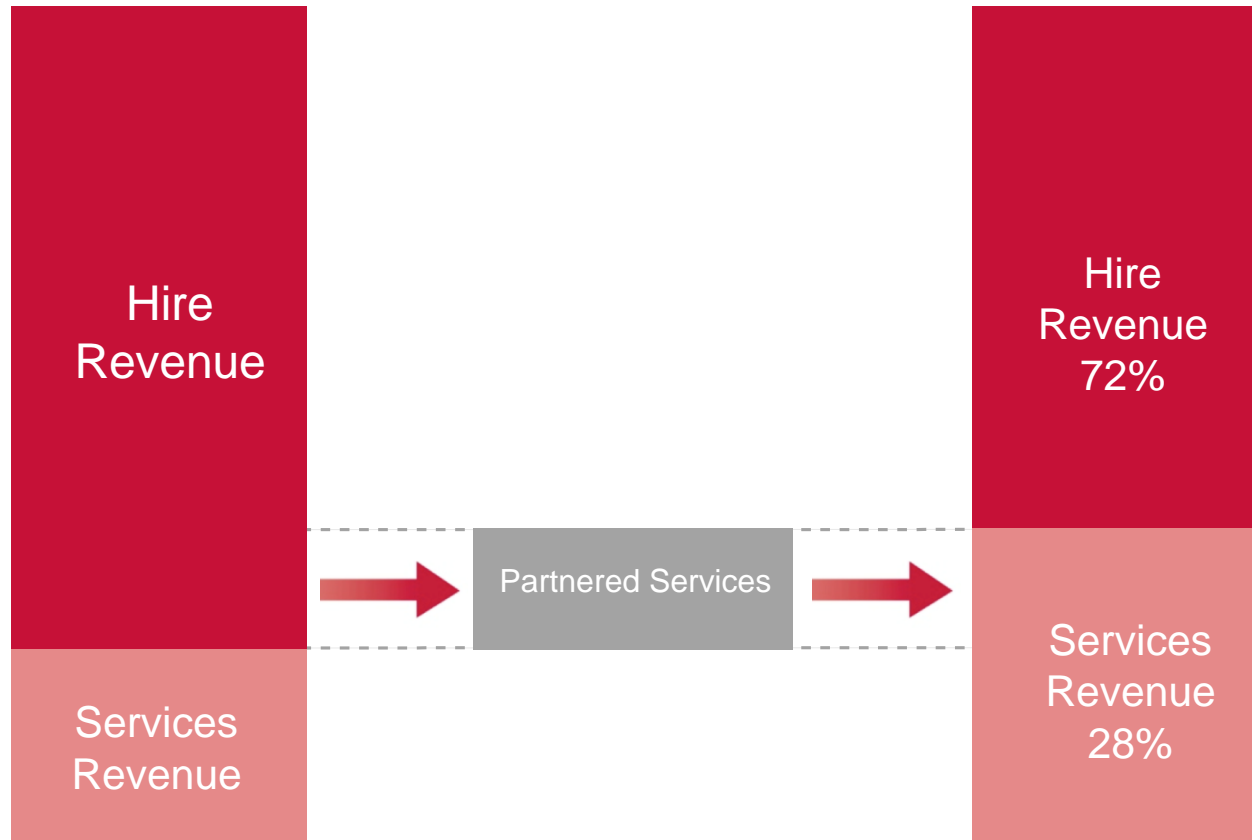 Hire
Revenue
Services
Revenue
Partnered Services
Hire
Revenue
72%
Services
Revenue
28%